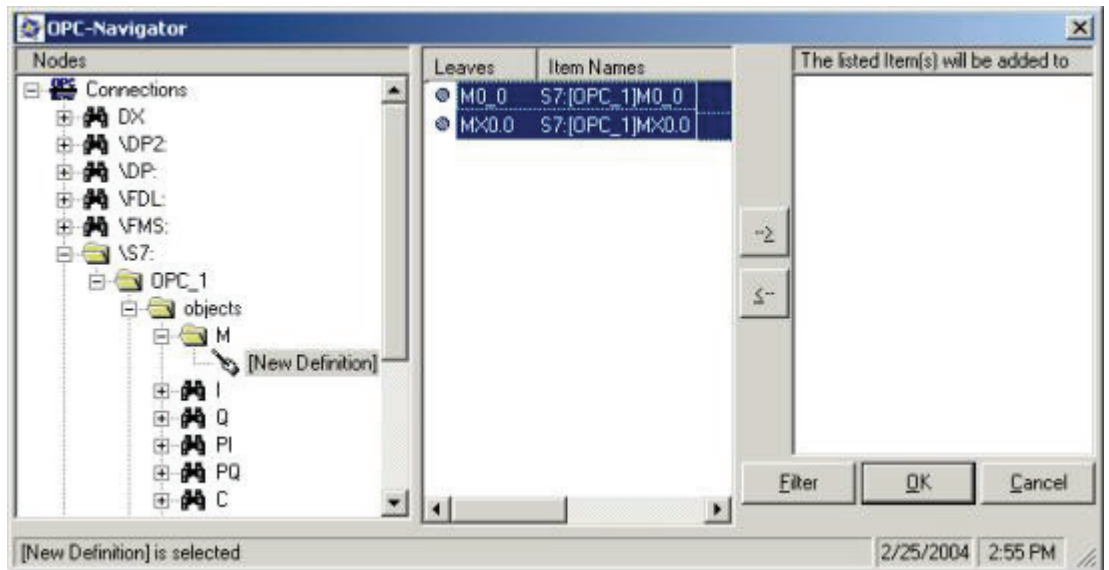 OPC-Navigator
Nodes
Connections
DX
\DP2:
\DP:
\FDL:
\FMS:
\S7:
OPC_1
objects
M
[New Definition]
I
Q
PI
PQ
C
Leaves Item Names
M0_0 S7:[OPC_1]M0_0
MX0.0 S7:[OPC_1]MX0.0
-->
<--
The listed Item(s) will be added to
Filter OK Cancel
[New Definition] is selected 2/25/2004 2:55 PM